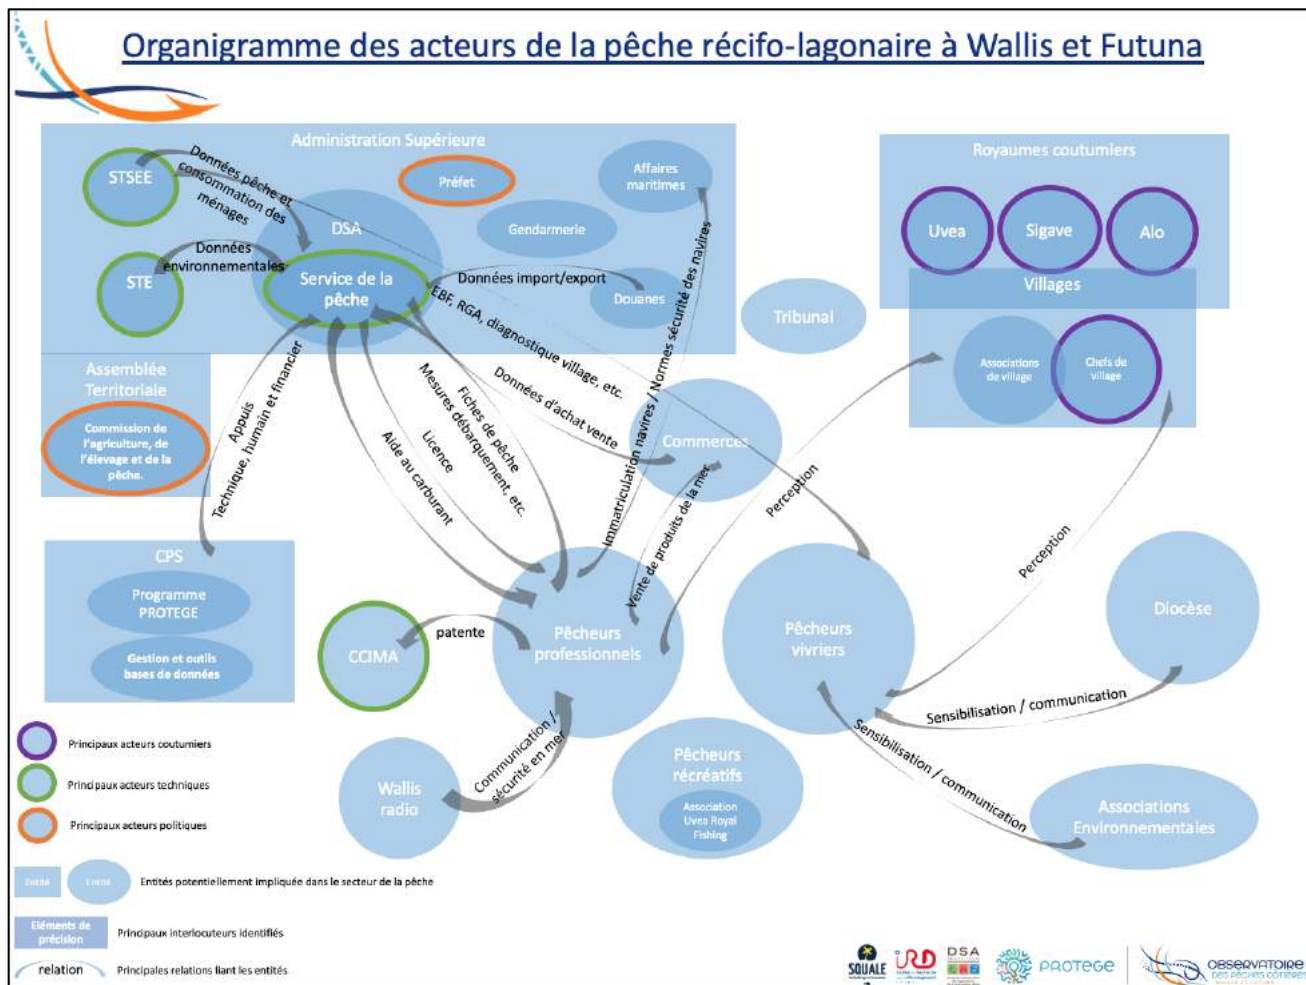 Organigramme des acteurs de la pêche récifo-lagonaire à Wallis et Futuna
Administration Supérieure
STSEE
Données pêche et
consommation des
ménages
Préfet
Affaires
maritimes
DSA
Gendarmerie
STE
Données
environnementales
Service de la
pêche
Données import/export
Douanes
EBF, RGA, diagnostique village, etc.
Royaumes coutumiers
Uvea
Sigave
Alo
Villages
Associations
de village
Chefs de
village
Tribunal
Assemblée
Territoriale
Commission de
l'agriculture, de
l'élevage et de la
pêche.
Appuis
Technique, humain et financier
Aide au carburant
Licence
Fiches de pêche
Mesures débarquement, etc.
Données d'achat vente
Immatriculation navires / Normes sécurité des navires
Commerces
Vente de produits de la mer
Perception
Perception
CPS
Programme
PROTEGE
Gestion et outils
bases de données
CCIMA
patente
Pêcheurs
professionnels
Pêcheurs
vivriers
Diocèse
Sensibilisation / communication
Sensibilisation / communication
Wallis
radio
Communication /
sécurité en mer
Pêcheurs
récréatifs
Association
Uvea Royal
Fishing
Associations
Environnementales
Principaux acteurs coutumiers
Principaux acteurs techniques
Principaux acteurs politiques
Entité
Entité
Entités potentiellement impliquée dans le secteur de la pêche
Eléments de
précision
Principaux interlocuteurs identifiés
relation
Principales relations liant les entités
SQUALE
iRD
DSA
PROTEGE
OBSERVATOIRE
DES PÊCHES CÔTIÈRES